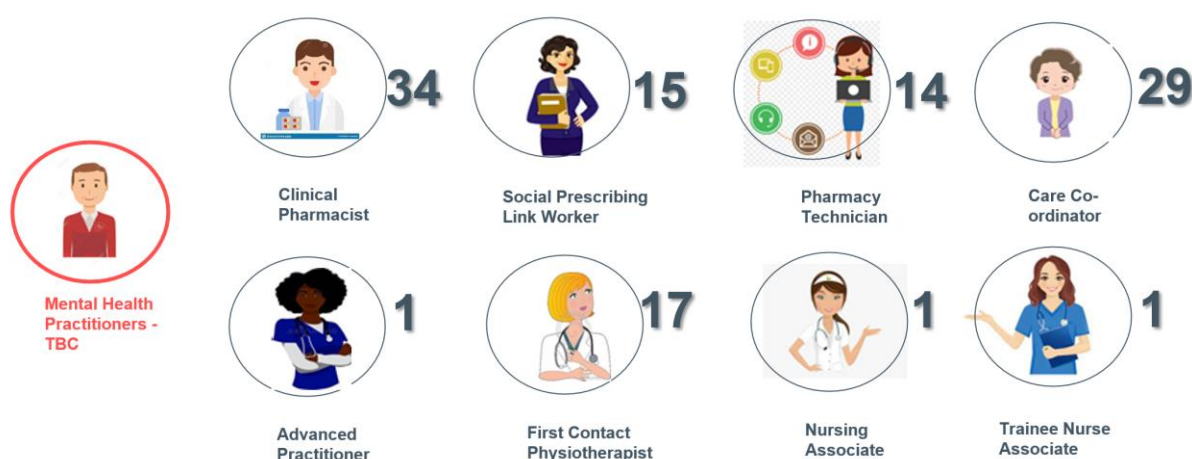 34
15
14
29
Clinical
Pharmacist
Social Prescribing
Link Worker
Pharmacy
Technician
Care Co-
ordinator
Mental Health
Practitioners -
TBC
1
17
1
1
Advanced
Practitioner
First Contact
Physiotherapist
Nursing
Associate
Trainee Nurse
Associate